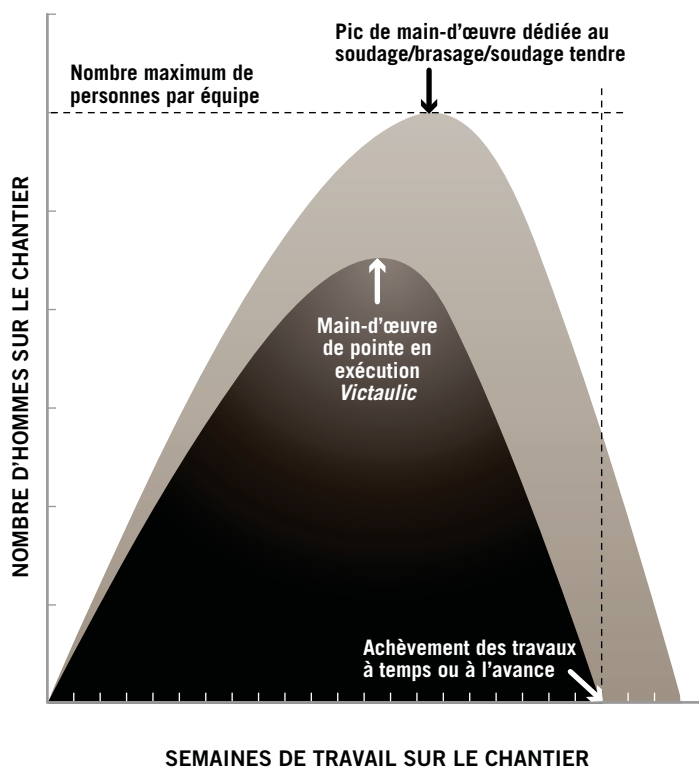 Pic de main-d'œuvre dédiée au
soudage/brasage/soudage tendre
Nombre maximum de
personnes par équipe
NOMBRE D'HOMMES SUR LE CHANTIER
Main-d'œuvre
de pointe en
exécution
Victaulic
Achèvement des travaux
à temps ou à l'avance
SEMAINES DE TRAVAIL SUR LE CHANTIER